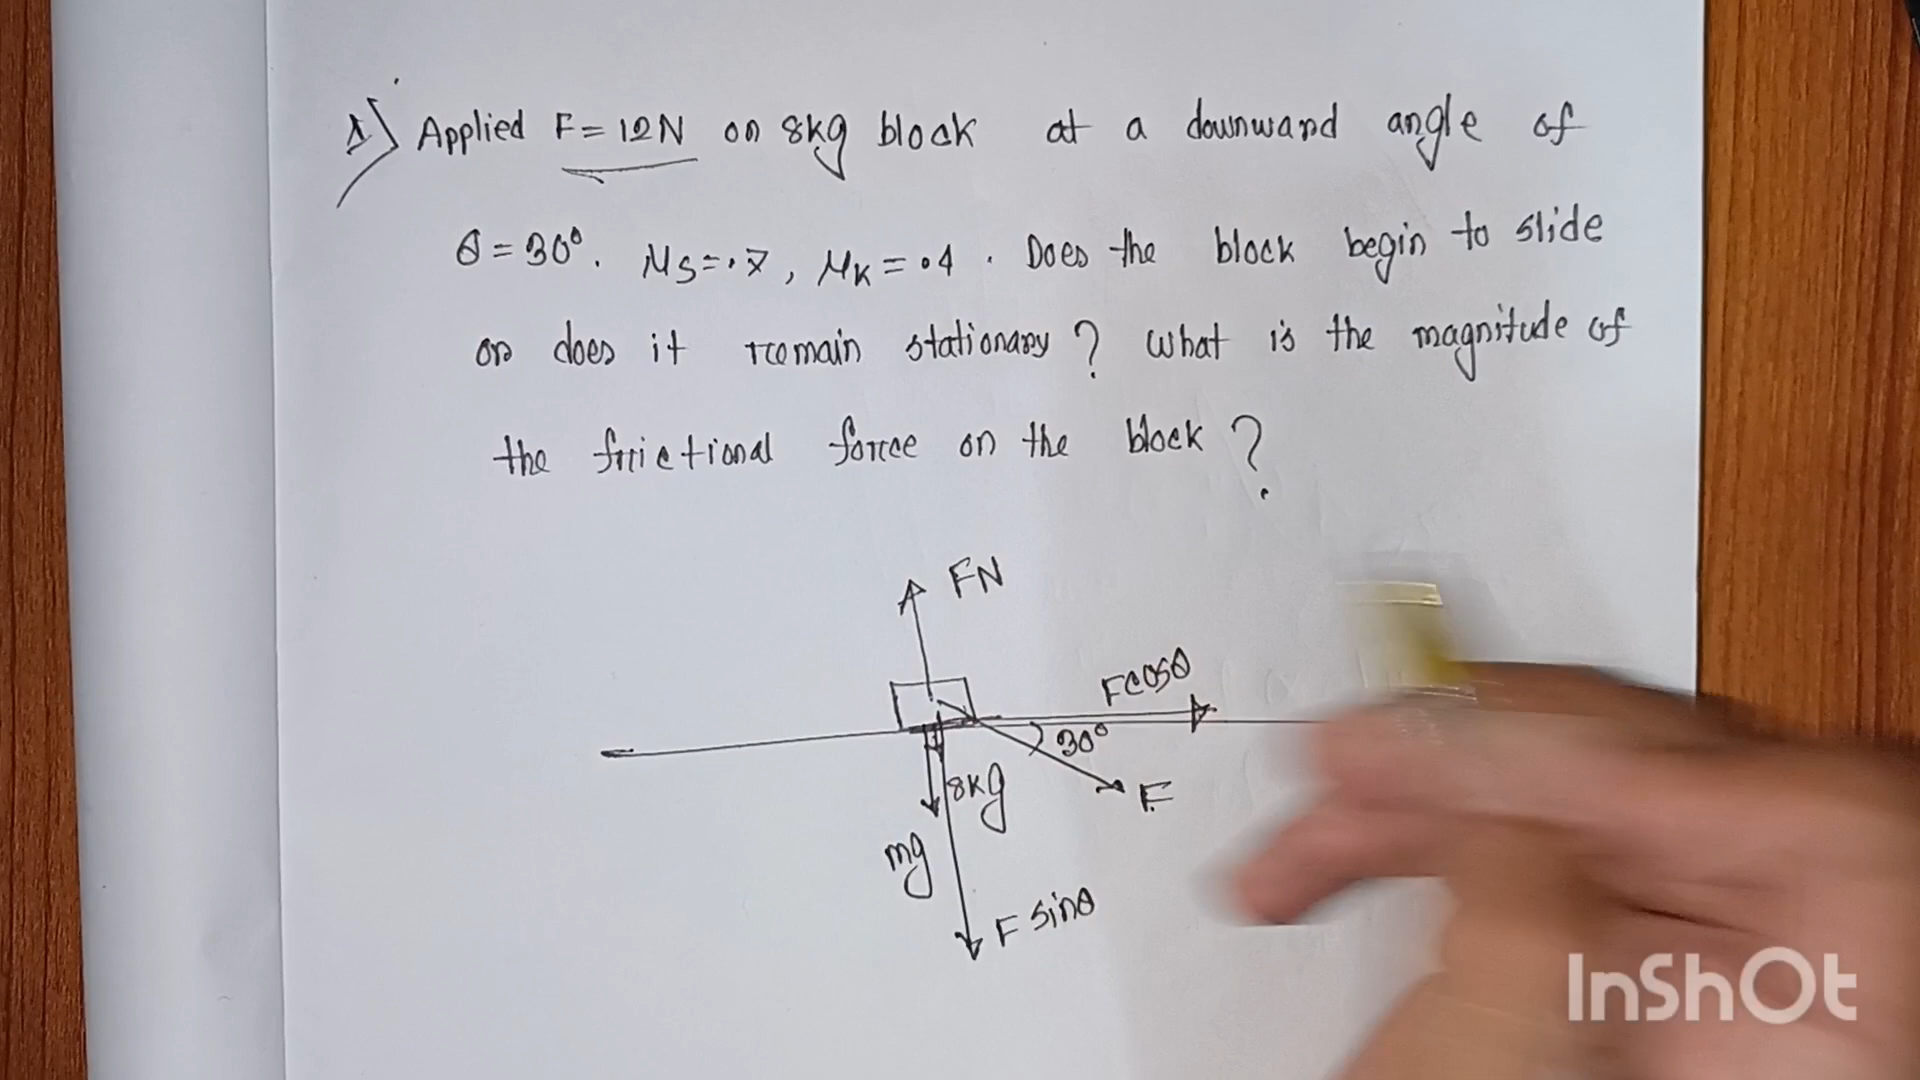 1) Applied F = 12N on 8kg block at a downward angle of
θ = 30°. μs = .7, μk = .4. Does the block begin to slide
or does it remain stationary? What is the magnitude of
the frictional force on the block?
FN
Fcosθ
30°
8kg
F
mg
F sinθ
InShOt